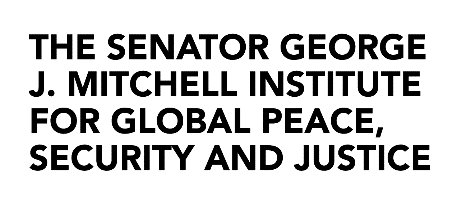 THE SENATOR GEORGE
J. MITCHELL INSTITUTE
FOR GLOBAL PEACE,
SECURITY AND JUSTICE